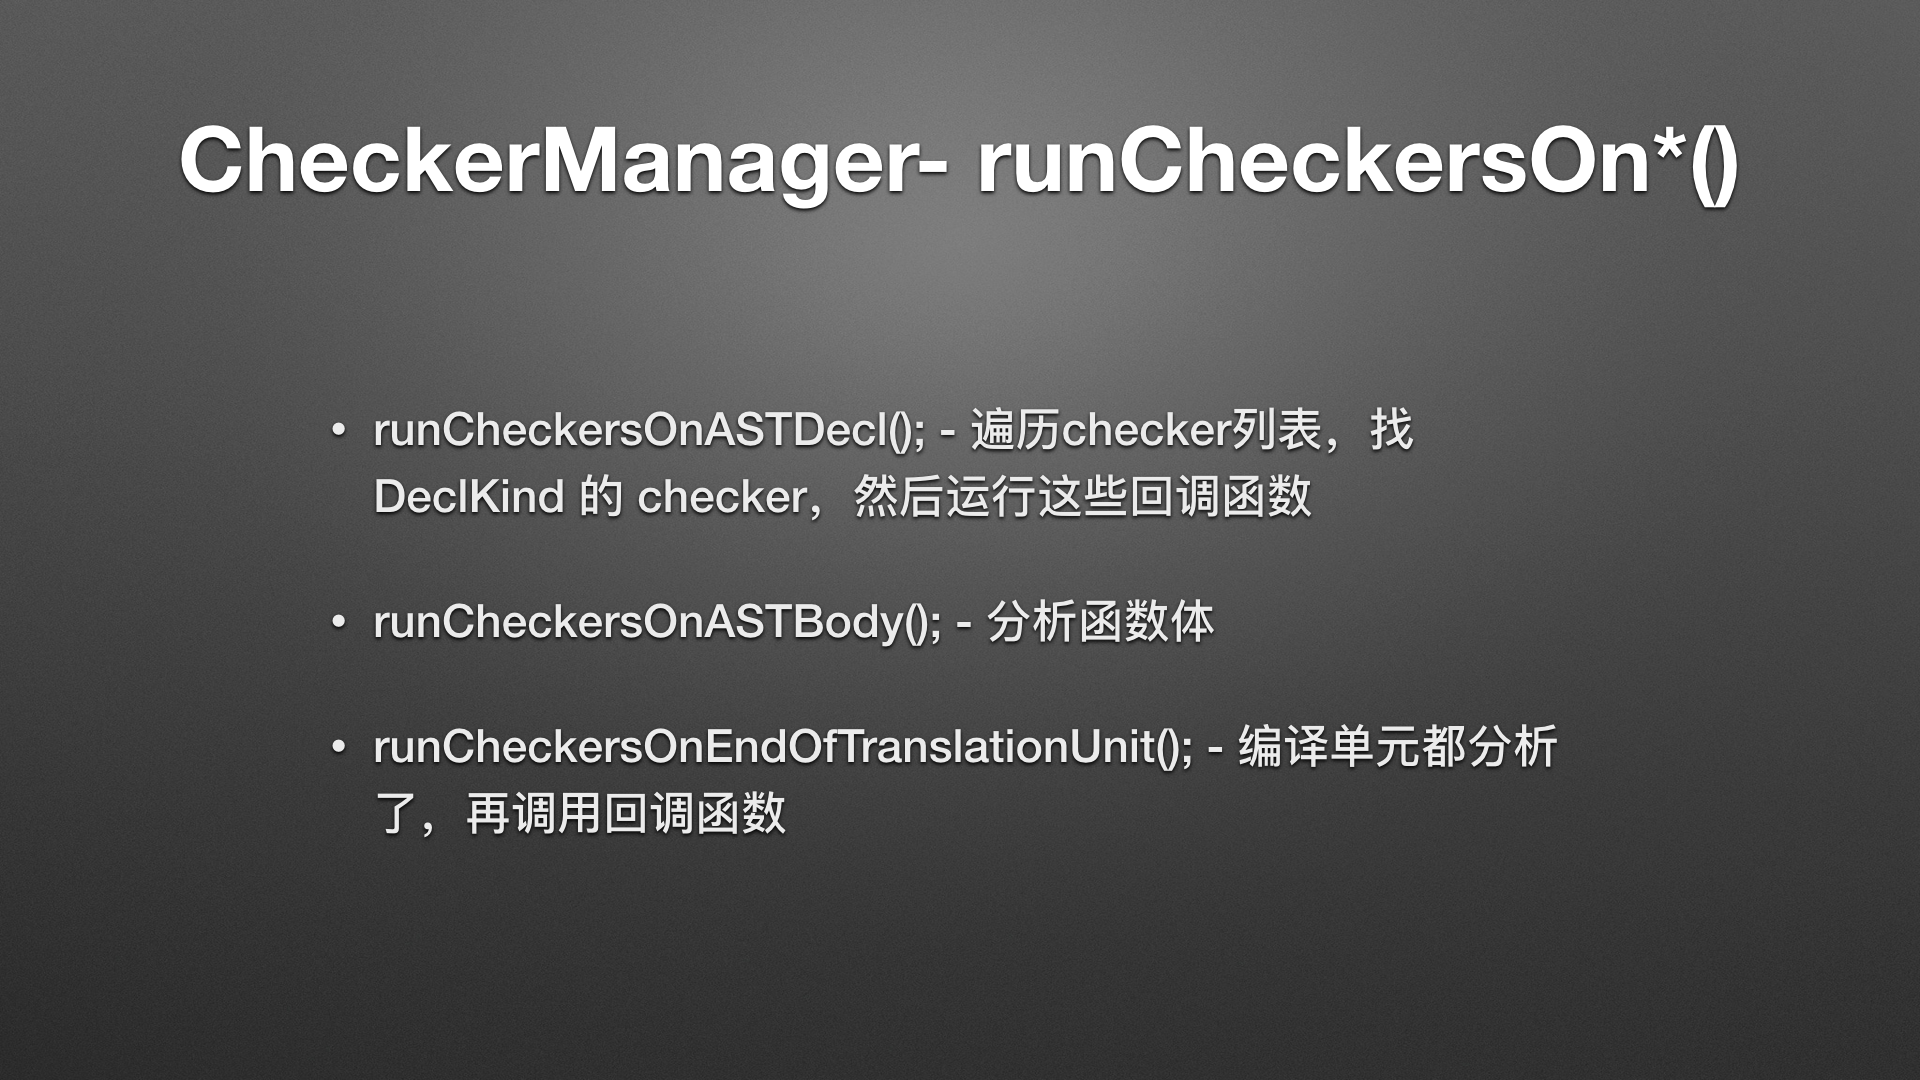 CheckerManager- runCheckersOn*()
• runCheckersOnASTDecl(); - 遍历checker列表，找
DeclKind 的 checker，然后运行这些回调函数
• runCheckersOnASTBody(); - 分析函数体
• runCheckersOnEndOfTranslationUnit(); - 编译单元都分析
了，再调用回调函数